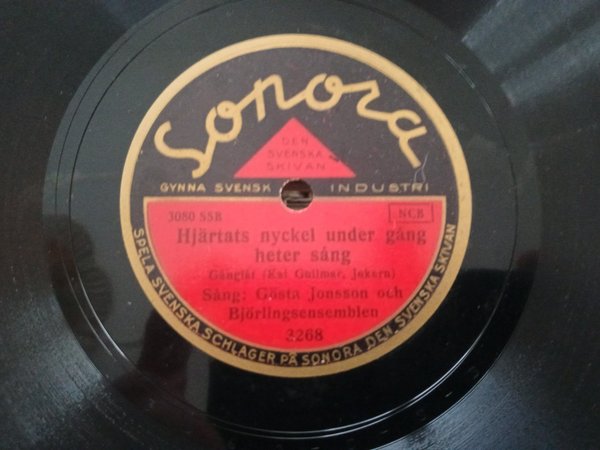 Sonora
DEN
SVENSKA
SKIVAN
GYNNA SVENSK INDUSTRI
3080 SSB
NCB
Hjärtats nyckel under gång
heter sång
Gånglåt (Kai Gullmar, jokern)
Sång: Gösta Jonsson och
Björlingsensemblen
3268
SPELA SVENSKA SCHLAGER PÅ SONORA DEN SVENSKA SKIVAN